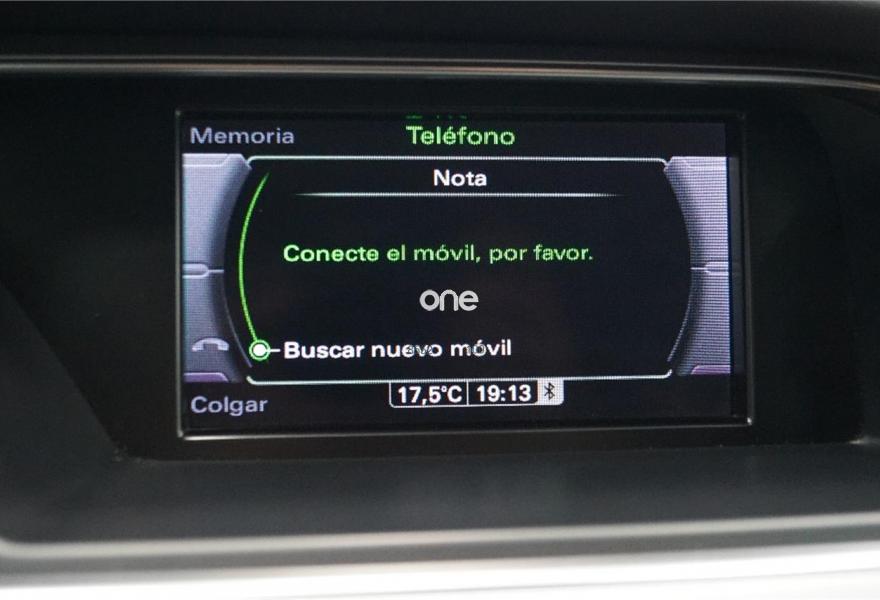 Memoria Teléfono
Nota
Conecte el móvil, por favor.
one
Buscar nuevo móvil
17,5°C 19:13
Colgar